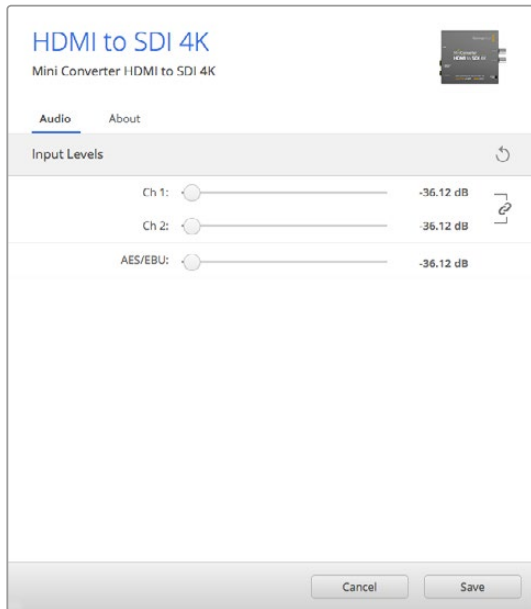 HDMI to SDI 4K
Mini Converter HDMI to SDI 4K
Audio About
Input Levels
Ch 1: -36.12 dB
Ch 2: -36.12 dB
AES/EBU: -36.12 dB
Cancel Save